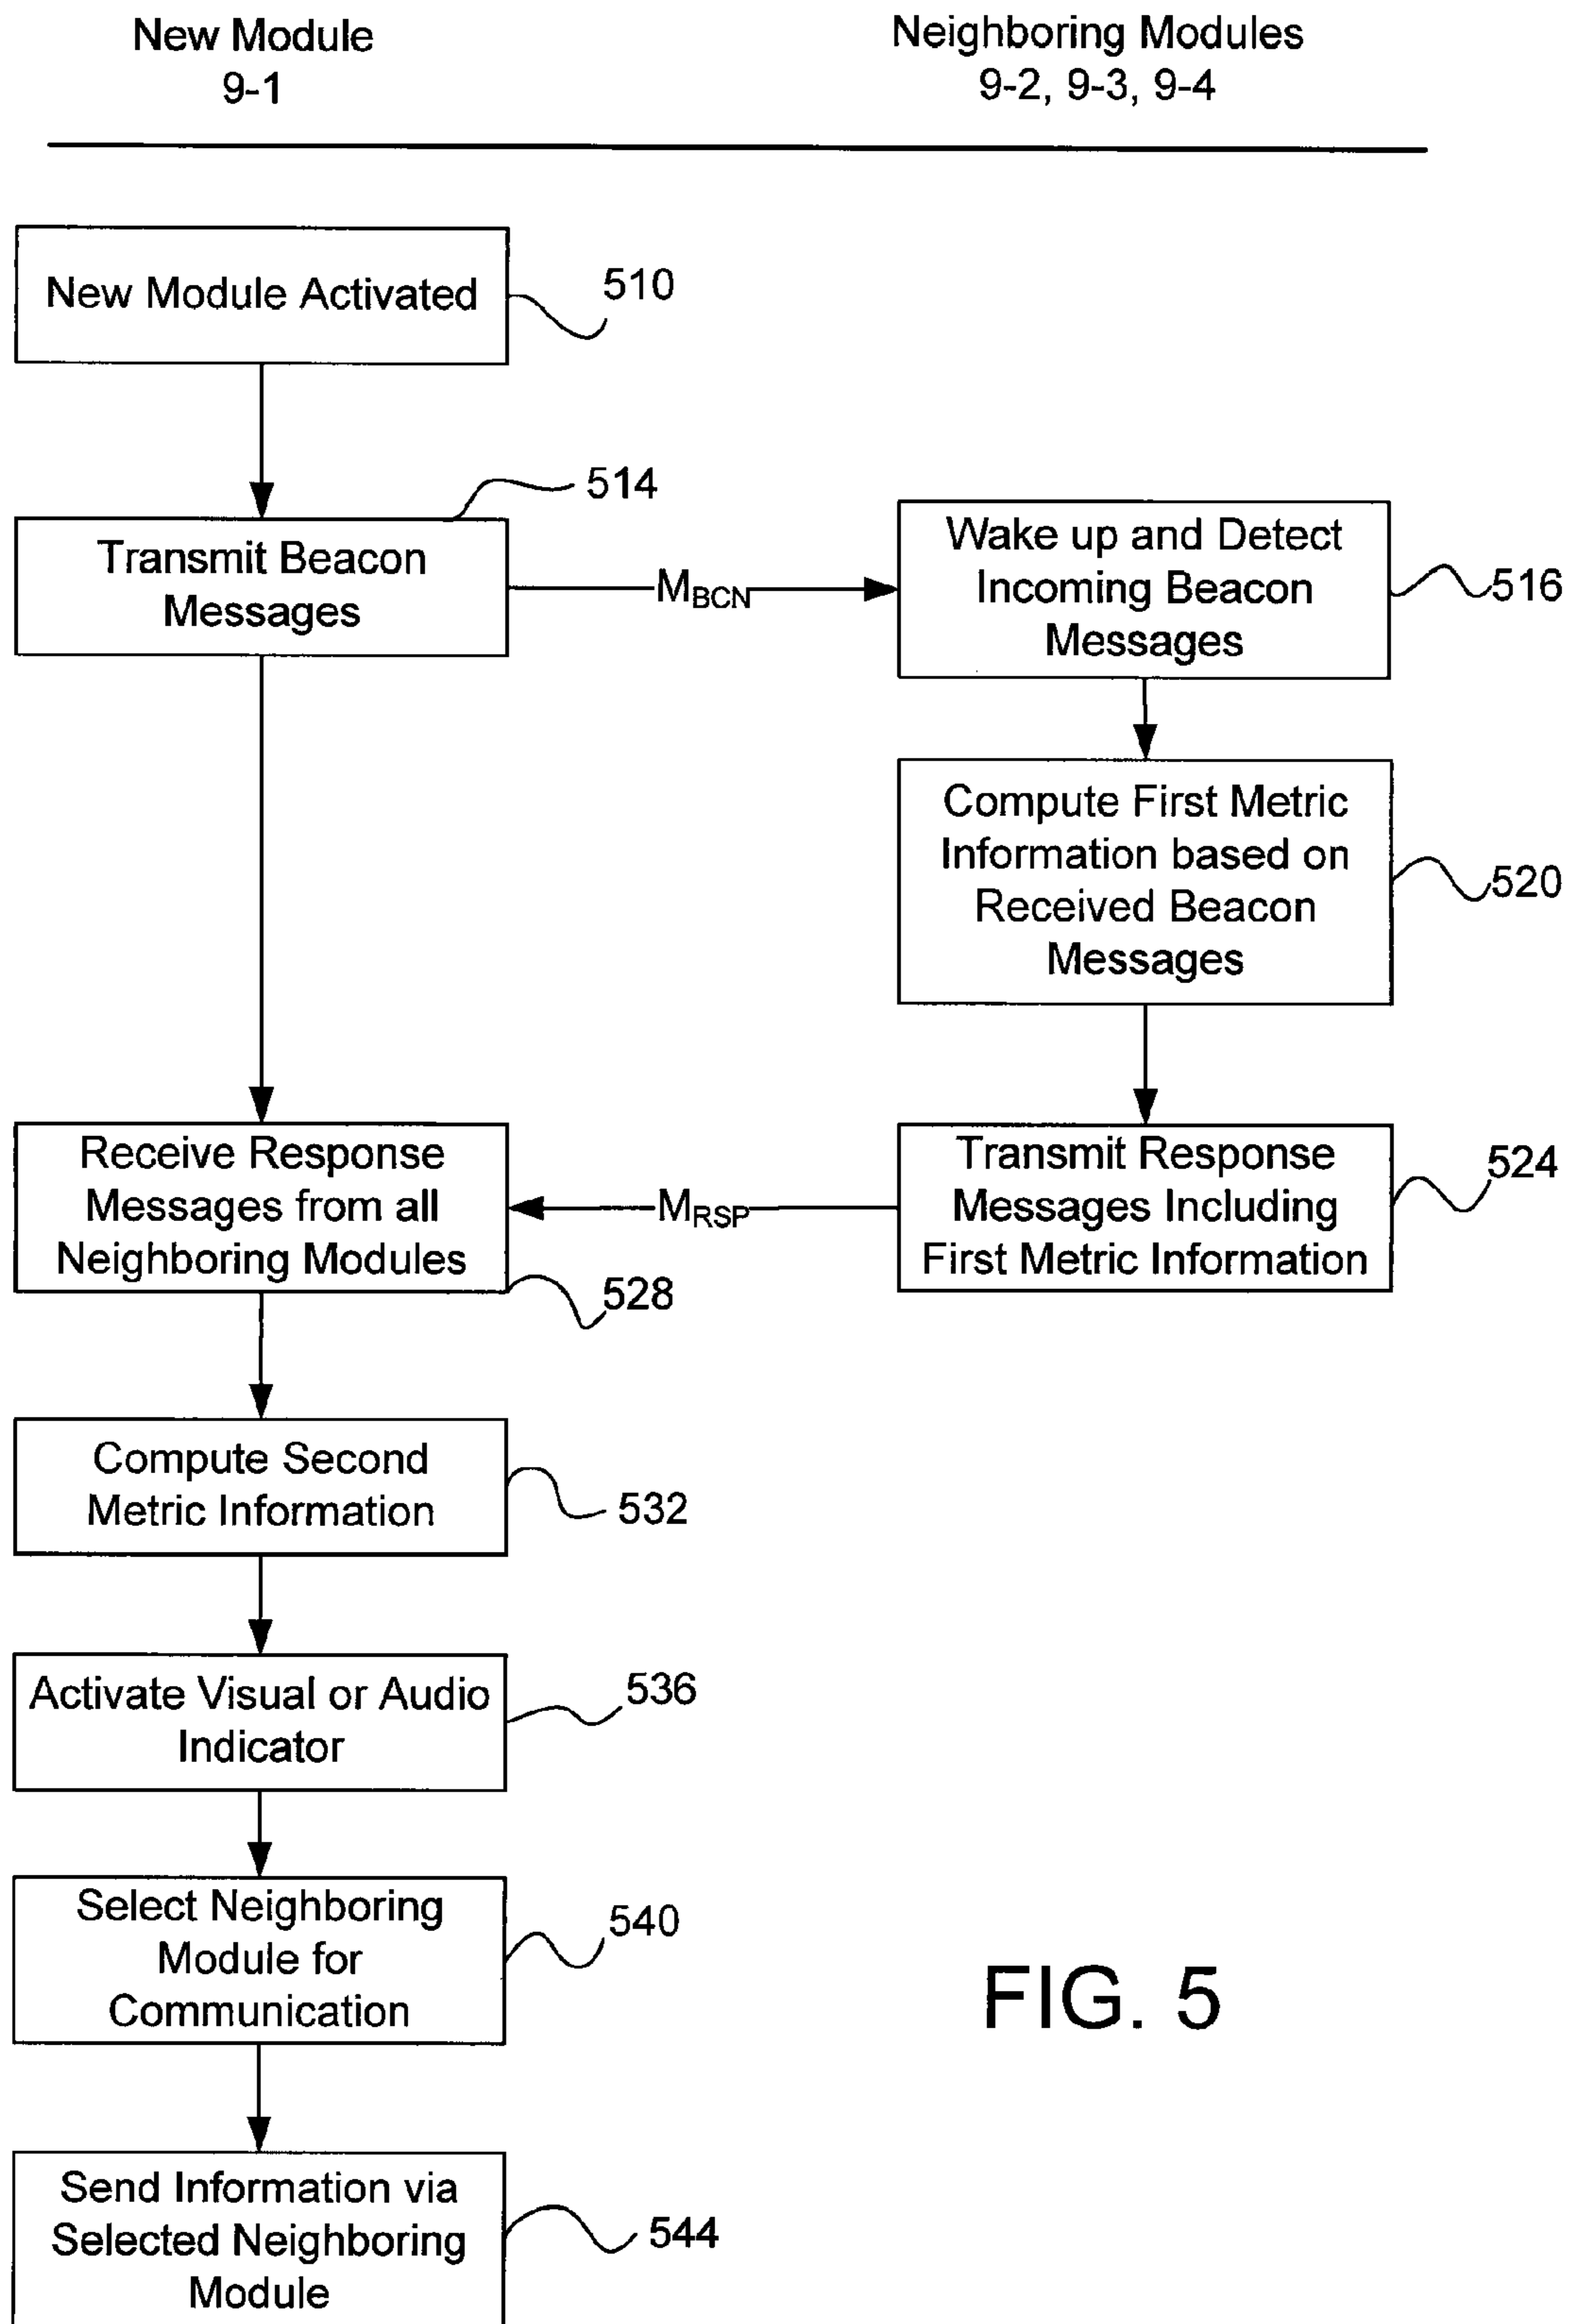 New Module
9-1
Neighboring Modules
9-2, 9-3, 9-4
New Module Activated
510
514
Transmit Beacon
Messages
MBCN
Wake up and Detect
Incoming Beacon
Messages
516
Compute First Metric
Information based on
Received Beacon
Messages
520
Receive Response
Messages from all
Neighboring Modules
528
MRSP
Transmit Response
Messages Including
First Metric Information
524
Compute Second
Metric Information
532
Activate Visual or Audio
Indicator
536
Select Neighboring
Module for
Communication
540
FIG. 5
Send Information via
Selected Neighboring
Module
544